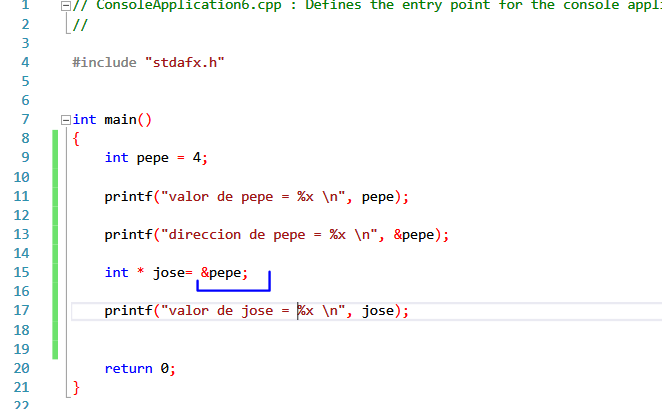 1 // ConsoleApplication6.cpp : Defines the entry point for the console appl
2 //
3
4 #include "stdafx.h"
5
6
7 int main()
8 {
9 int pepe = 4;
10
11 printf("valor de pepe = %x \n", pepe);
12
13 printf("direccion de pepe = %x \n", &pepe);
14
15 int * jose= &pepe;
16
17 printf("valor de jose = %x \n", jose);
18
19
20 return 0;
21 }
22